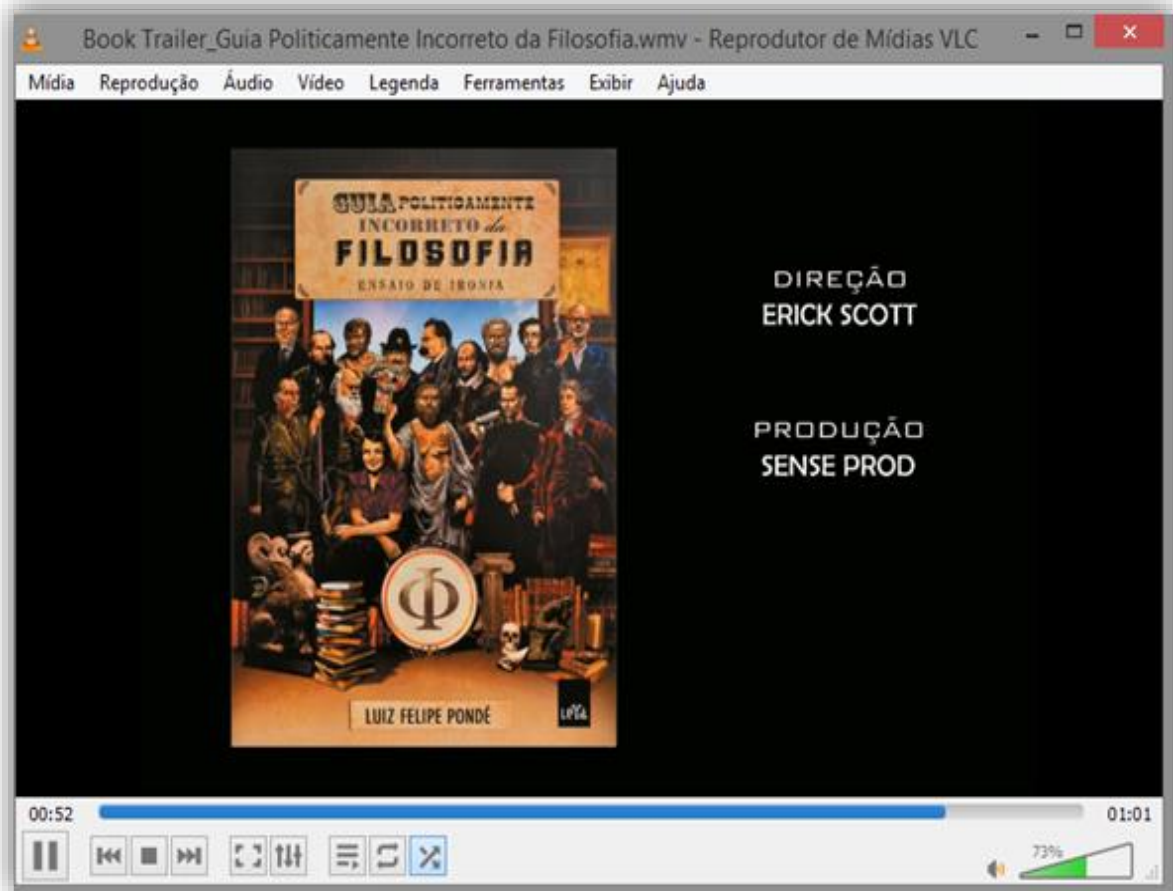 Book Trailer_Guia Politicamente Incorreto da Filosofia.wmv - Reprodutor de Mídias VLC
Mídia Reprodução Áudio Vídeo Legenda Ferramentas Exibir Ajuda
GUIA POLITICAMENTE
INCORRETO da
FILOSOFIA
ENSAIO DE IRONIA
LUIZ FELIPE PONDÉ
LeYa
DIREÇÃO
ERICK SCOTT
PRODUÇÃO
SENSE PROD
00:52 01:01
73%